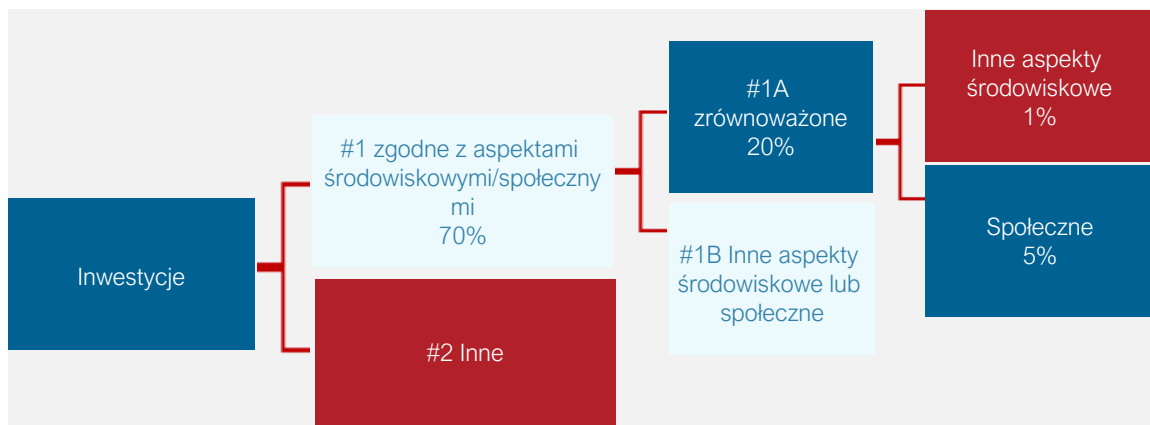 Inwestycje
#1 zgodne z aspektami
środowiskowymi/społeczny
mi
70%
#2 Inne
#1A
zrównoważone
20%
#1B Inne aspekty
środowiskowe lub
społeczne
Inne aspekty
środowiskowe
1%
Społeczne
5%